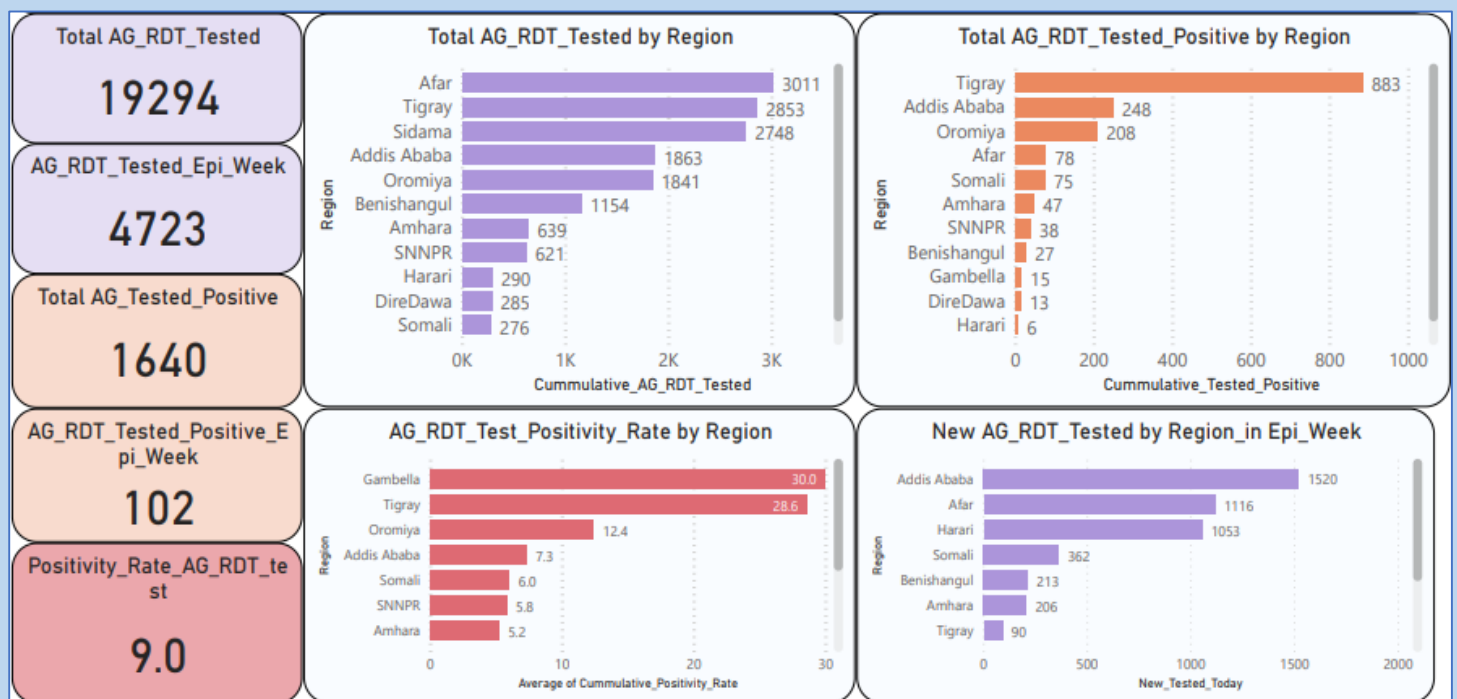 Total AG_RDT_Tested
19294
AG_RDT_Tested_Epi_Week
4723
Total AG_Tested_Positive
1640
AG_RDT_Tested_Positive_E
pi_Week
102
Positivity_Rate_AG_RDT_te
st
9.0
Total AG_RDT_Tested by Region
Region
Afar 3011
Tigray 2853
Sidama 2748
Addis Ababa 1863
Oromiya 1841
Benishangul 1154
Amhara 639
SNNPR 621
Harari 290
DireDawa 285
Somali 276
0K 1K 2K 3K
Cummulative_AG_RDT_Tested
Total AG_RDT_Tested_Positive by Region
Region
Tigray 883
Addis Ababa 248
Oromiya 208
Afar 78
Somali 75
Amhara 47
SNNPR 38
Benishangul 27
Gambella 15
DireDawa 13
Harari 6
0 200 400 600 800 1000
Cummulative_Tested_Positive
AG_RDT_Test_Positivity_Rate by Region
Region
Gambella 30.0
Tigray 28.6
Oromiya 12.4
Addis Ababa 7.3
Somali 6.0
SNNPR 5.8
Amhara 5.2
0 10 20 30
Average of Cummulative_Positivity_Rate
New AG_RDT_Tested by Region_in Epi_Week
Region
Addis Ababa 1520
Afar 1116
Harari 1053
Somali 362
Benishangul 213
Amhara 206
Tigray 90
0 500 1000 1500 2000
New_Tested_Today